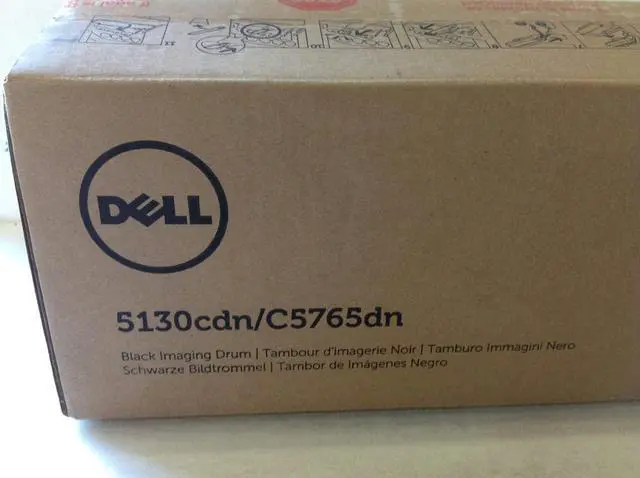 DELL
5130cdn/C5765dn
Black Imaging Drum | Tambour d'imagerie Noir | Tamburo Immagini Nero
Schwarze Bildtrommel | Tambor de Imágenes Negro